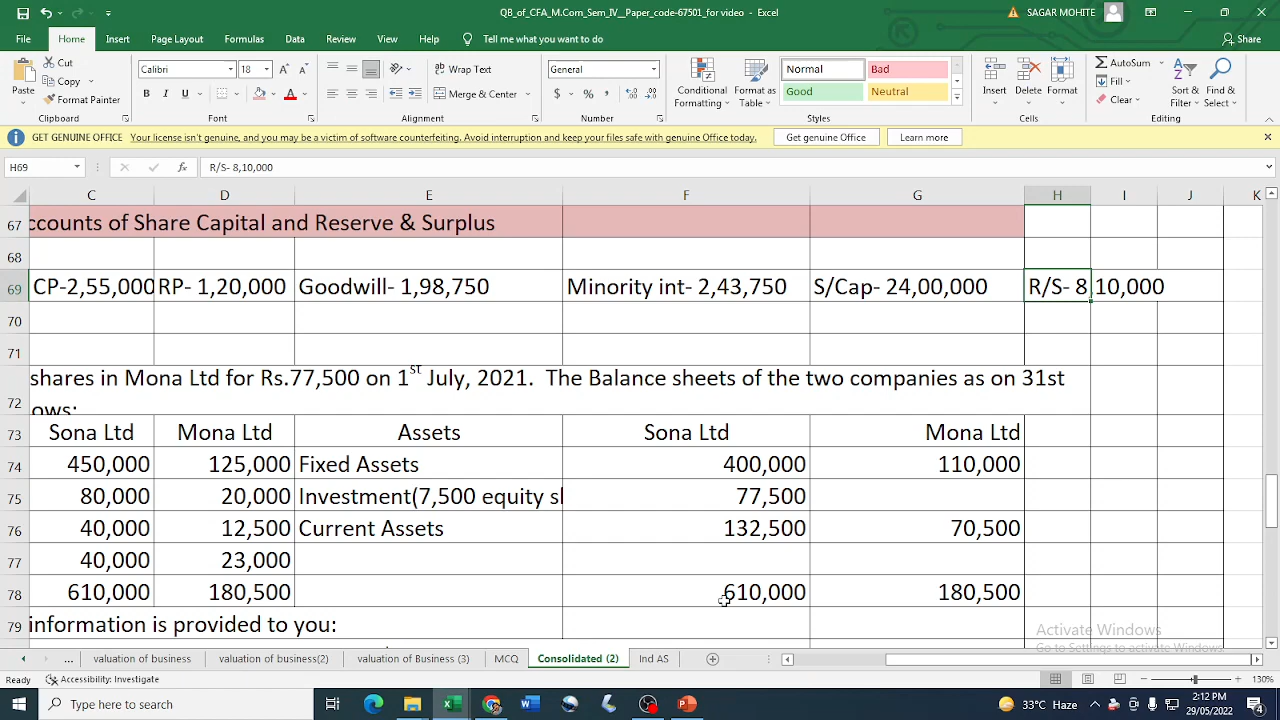 QB_of_CFA_M.Com_Sem_IV__Paper_code-67501_for video - Excel
SAGAR MOHITE
File Home Insert Page Layout Formulas Data Review View Help Tell me what you want to do Share
Paste Cut Copy Format Painter Clipboard
Calibri 18 B I U Font
Wrap Text Merge & Center Alignment
General $ % Number
Conditional Formatting Format as Table Normal Bad Good Neutral Styles
Insert Delete Format Cells
AutoSum Fill Clear Sort & Filter Find & Select Editing
GET GENUINE OFFICE Your license isn't genuine, and you may be a victim of software counterfeiting. Avoid interruption and keep your files safe with genuine Office today. Get genuine Office Learn more
H69 fx R/S- 8,10,000
C D E F G H I J K
67 ccounts of Share Capital and Reserve & Surplus
68
69 CP-2,55,000 RP- 1,20,000 Goodwill- 1,98,750 Minority int- 2,43,750 S/Cap- 24,00,000 R/S- 8,10,000
70
71
72 shares in Mona Ltd for Rs.77,500 on 1st July, 2021. The Balance sheets of the two companies as on 31st
ows:
73 Sona Ltd Mona Ltd Assets Sona Ltd Mona Ltd
74 450,000 125,000 Fixed Assets 400,000 110,000
75 80,000 20,000 Investment(7,500 equity sl 77,500
76 40,000 12,500 Current Assets 132,500 70,500
77 40,000 23,000
78 610,000 180,500 610,000 180,500
79 information is provided to you:
Activate Windows
Go to Settings to activate Windows.
... valuation of business valuation of business(2) MCQ Consolidated (2) Ind AS
Ready Accessibility: Investigate 130%
Type here to search 33°C Haze 2:12 PM
29/05/2022